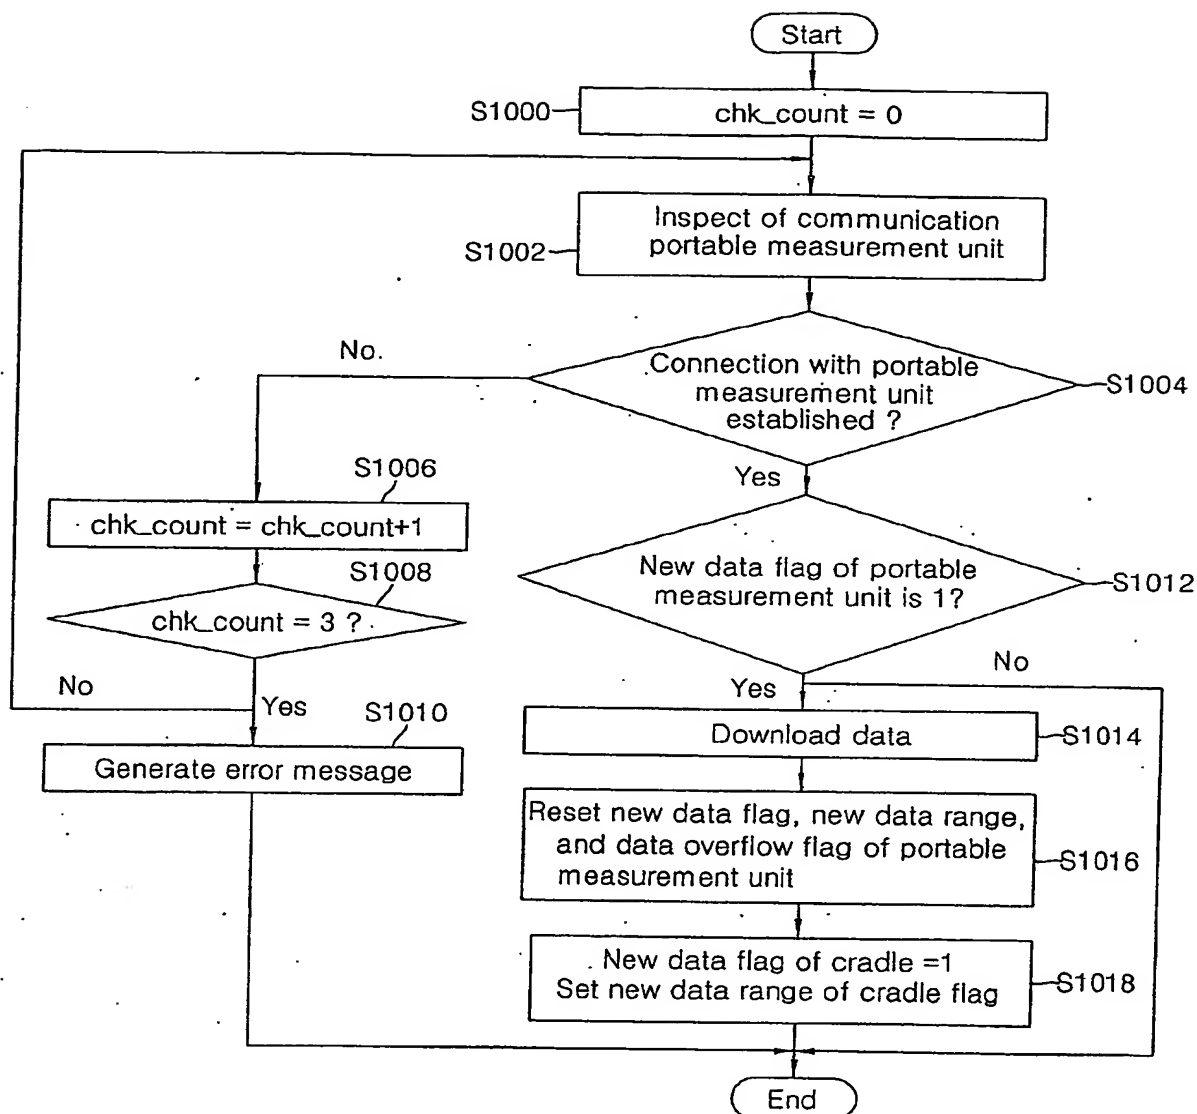 Start
S1000
chk_count = 0
Inspect of communication
portable measurement unit
S1002
No.
Connection with portable
measurement unit
established ?
S1004
Yes
S1006
chk_count = chk_count+1
S1008
chk_count = 3 ?
New data flag of portable
measurement unit is 1?
S1012
No
Yes
No
Yes
S1010
Generate error message
Download data
S1014
Reset new data flag, new data range,
and data overflow flag of portable
measurement unit
S1016
New data flag of cradle =1
Set new data range of cradle flag
S1018
End